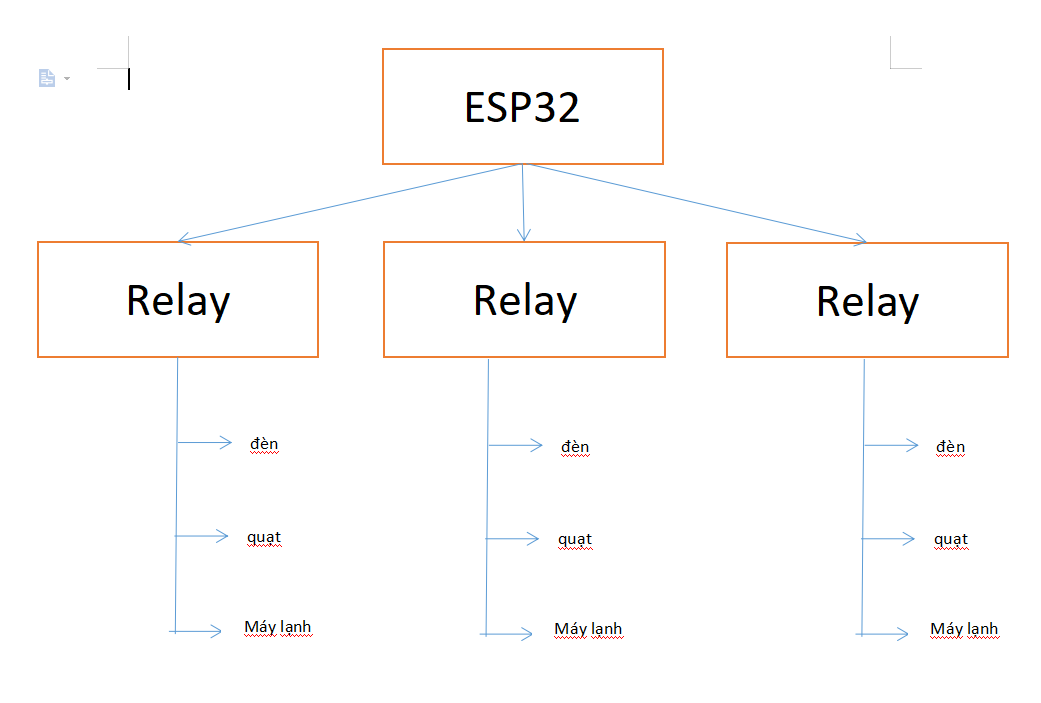 ESP32
Relay
Relay
Relay
đèn
đèn
đèn
quạt
quạt
quạt
Máy lạnh
Máy lạnh
Máy lạnh